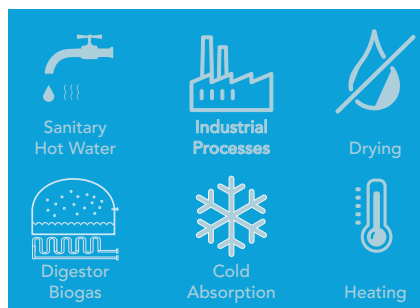 Sanitary
Hot Water
Industrial
Processes
Drying
Digestor
Biogas
Cold
Absorption
Heating